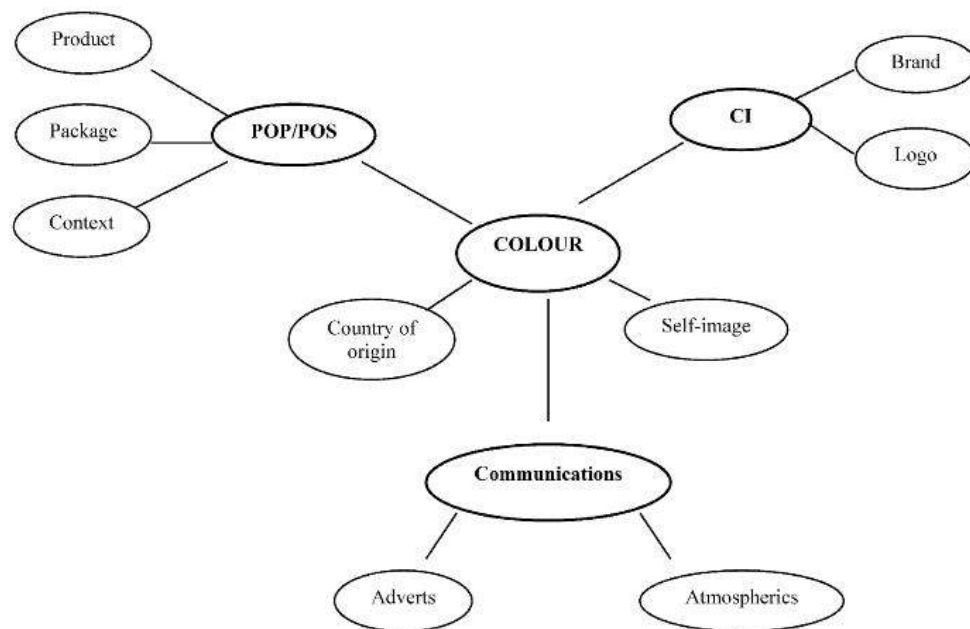 Product
Brand
POP/POS
CI
Package
Logo
Context
COLOUR
Country of
origin
Self-image
Communications
Adverts
Atmospherics